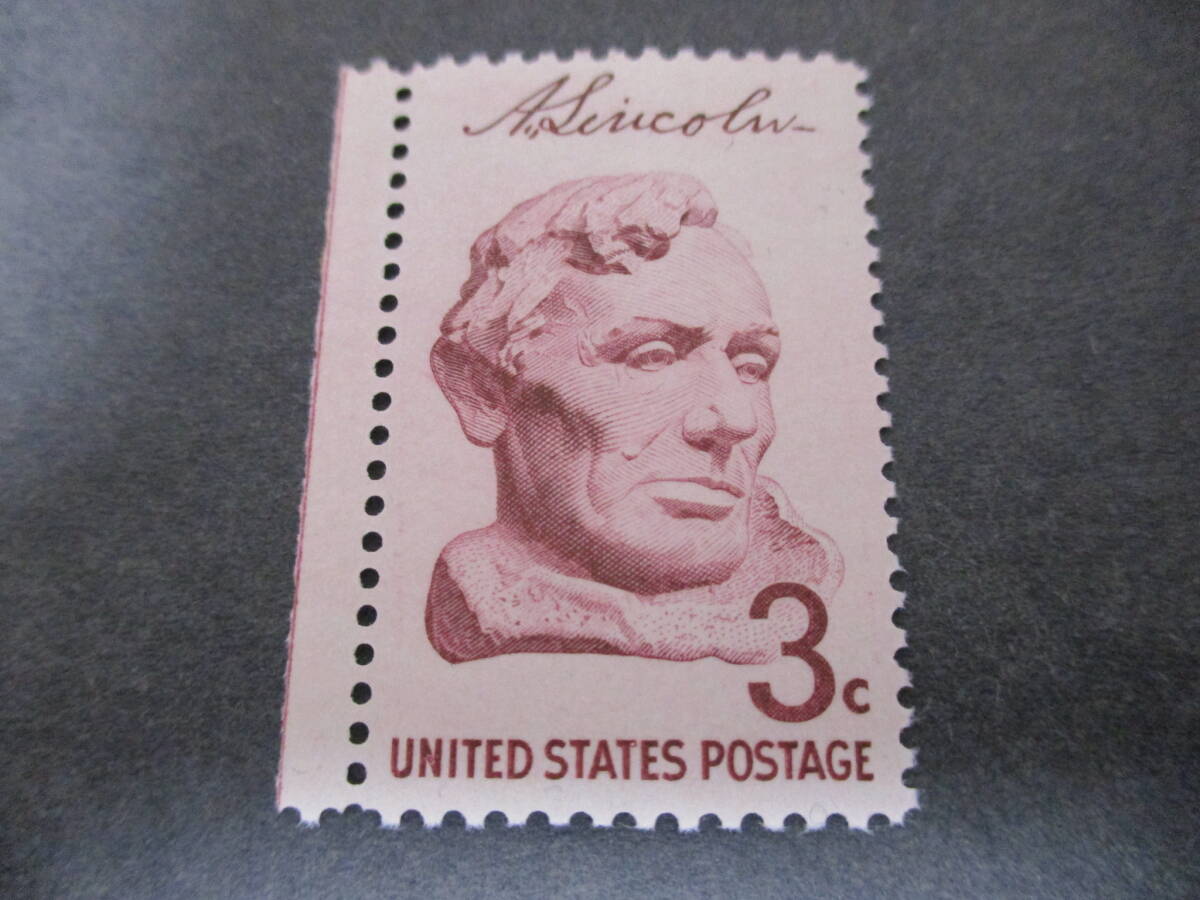 A. Lincoln
3c
UNITED STATES POSTAGE